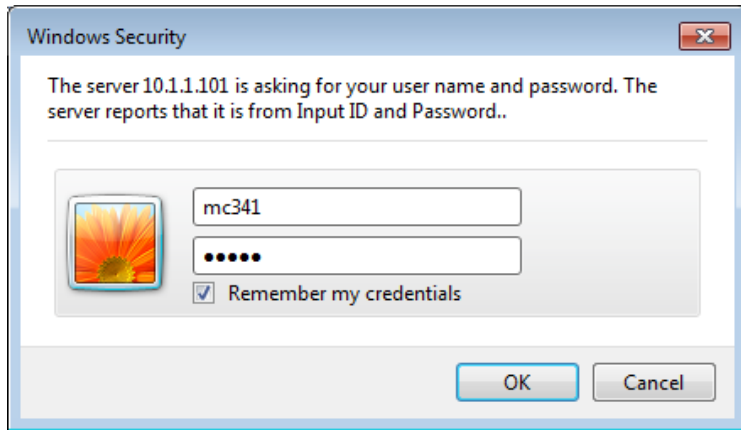 Windows Security
The server 10.1.1.101 is asking for your user name and password. The
server reports that it is from Input ID and Password..
mc341
●●●●●
Remember my credentials
OK
Cancel